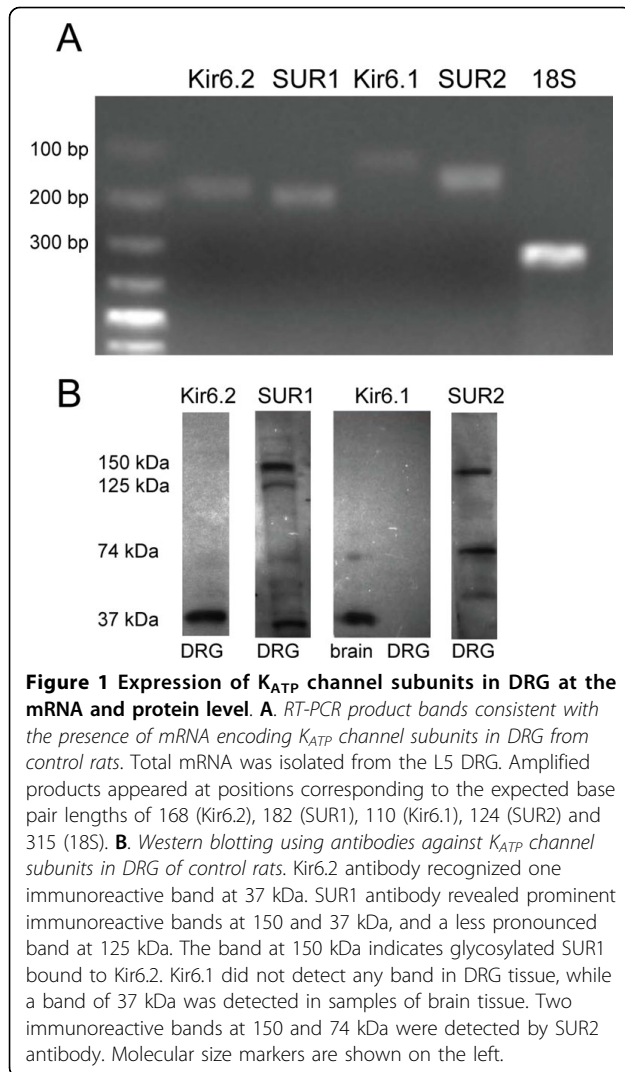 A
Kir6.2 SUR1 Kir6.1 SUR2 18S
100 bp
200 bp
300 bp
B
Kir6.2 SUR1 Kir6.1 SUR2
150 kDa
125 kDa
74 kDa
37 kDa
DRG DRG brain DRG DRG
Figure 1 Expression of KATP channel subunits in DRG at the
mRNA and protein level. A. RT-PCR product bands consistent with
the presence of mRNA encoding KATP channel subunits in DRG from
control rats. Total mRNA was isolated from the L5 DRG. Amplified
products appeared at positions corresponding to the expected base
pair lengths of 168 (Kir6.2), 182 (SUR1), 110 (Kir6.1), 124 (SUR2) and
315 (18S). B. Western blotting using antibodies against KATP channel
subunits in DRG of control rats. Kir6.2 antibody recognized one
immunoreactive band at 37 kDa. SUR1 antibody revealed prominent
immunoreactive bands at 150 and 37 kDa, and a less pronounced
band at 125 kDa. The band at 150 kDa indicates glycosylated SUR1
bound to Kir6.2. Kir6.1 did not detect any band in DRG tissue, while
a band of 37 kDa was detected in samples of brain tissue. Two
immunoreactive bands at 150 and 74 kDa were detected by SUR2
antibody. Molecular size markers are shown on the left.